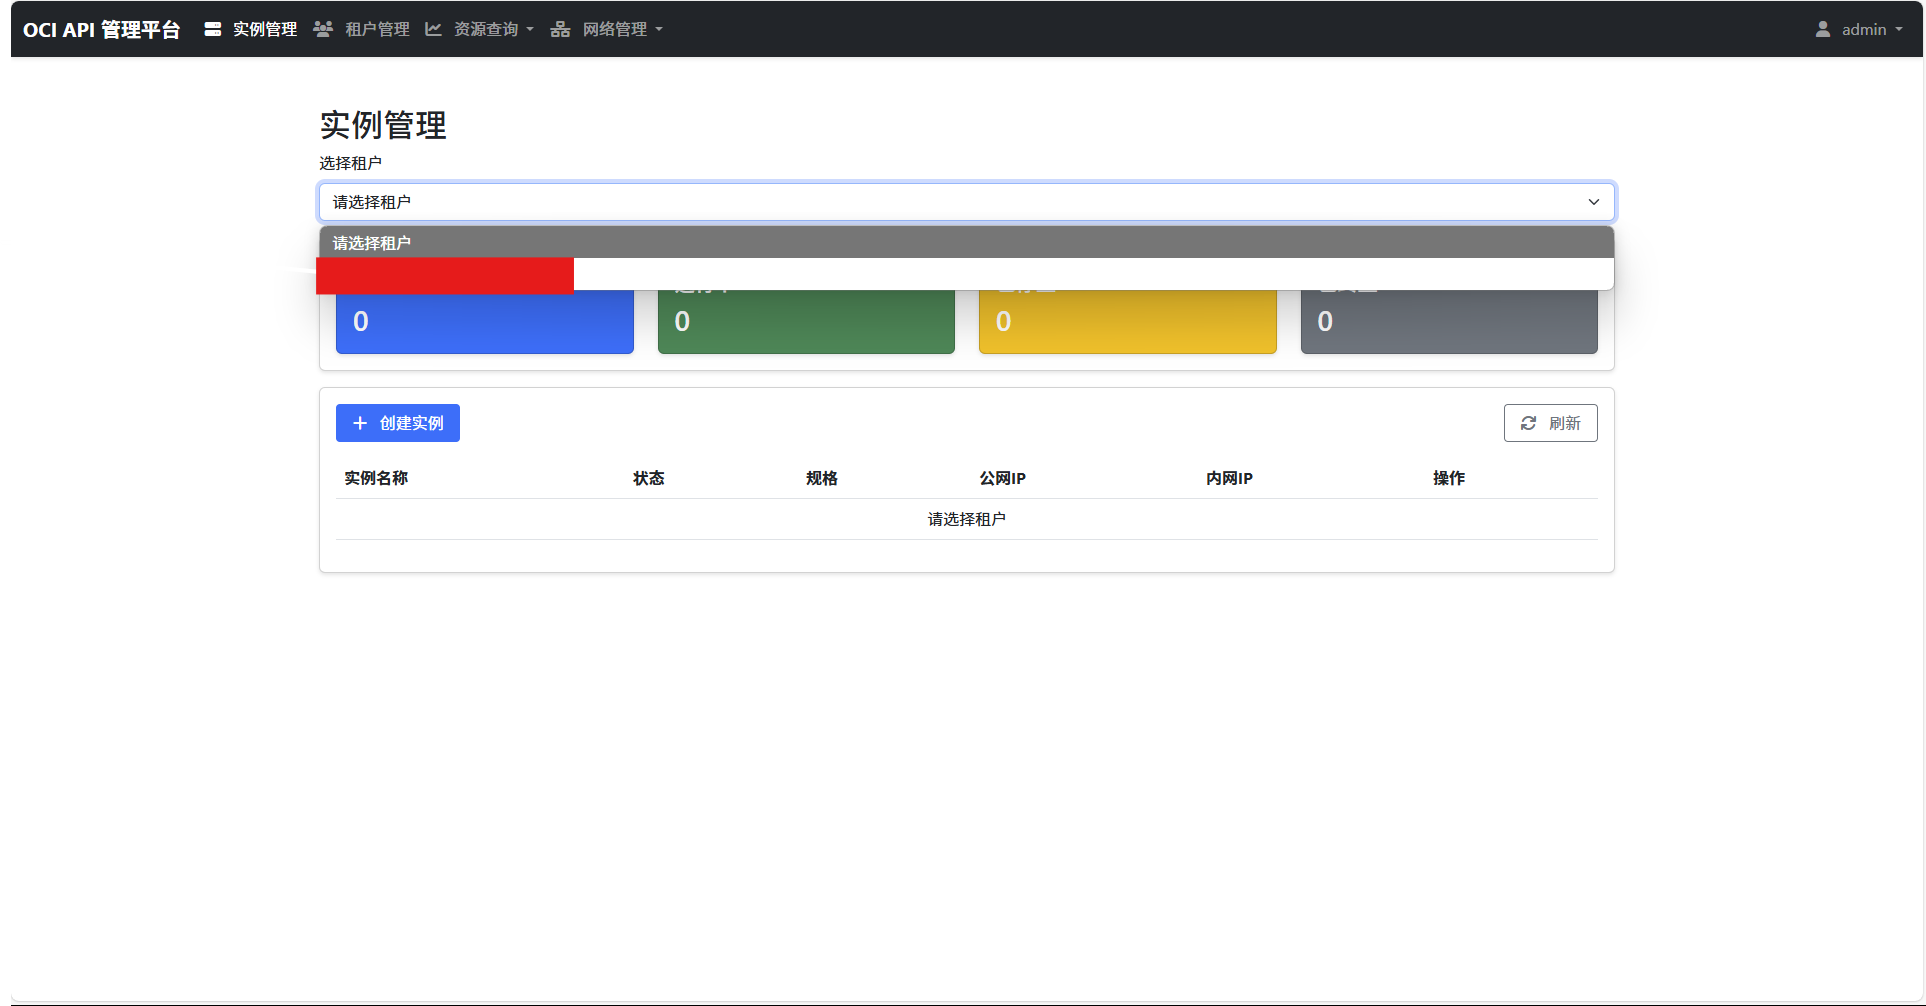 OCI API 管理平台 实例管理 租户管理 资源查询 网络管理 admin
实例管理
选择租户
请选择租户
请选择租户
0 0 0 0
创建实例 刷新
实例名称 状态 规格 公网IP 内网IP 操作
请选择租户